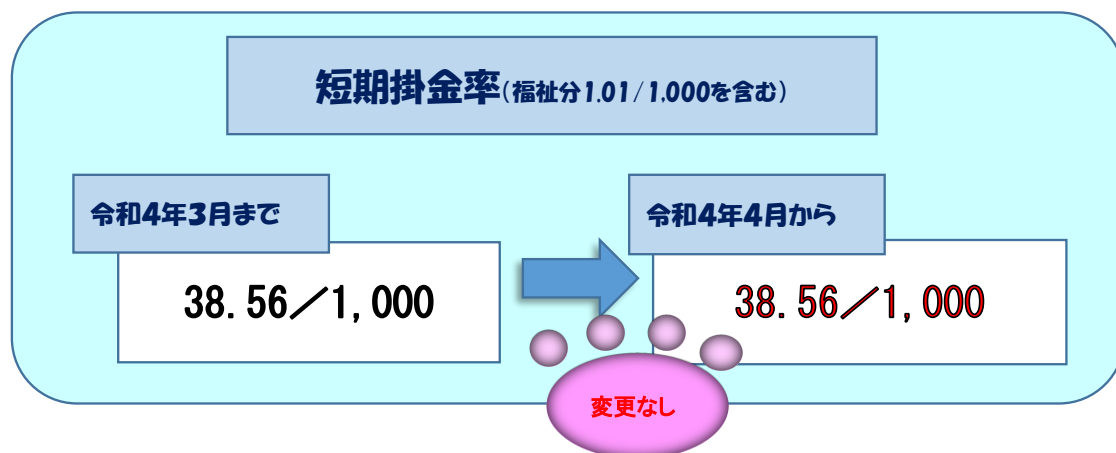 短期掛金率(福祉分1.01/1,000を含む)
令和4年3月まで
38.56／1,000
令和4年4月から
38.56／1,000
変更なし